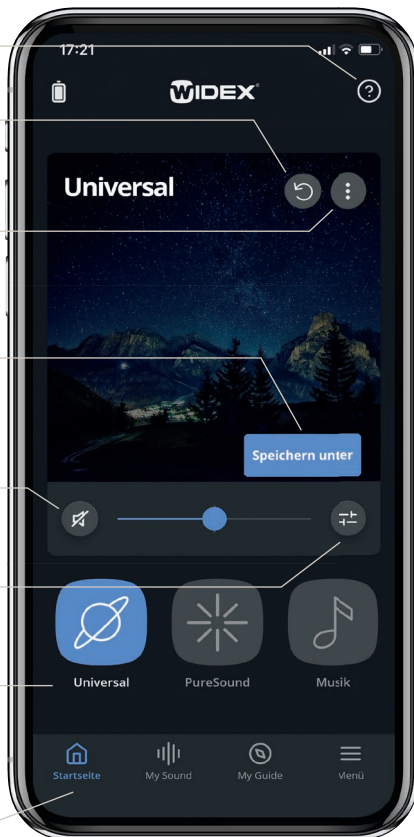 17:21
WIDEX
Universal
Speichern unter
Universal PureSound Musik
Startseite My Sound My Guide Menü